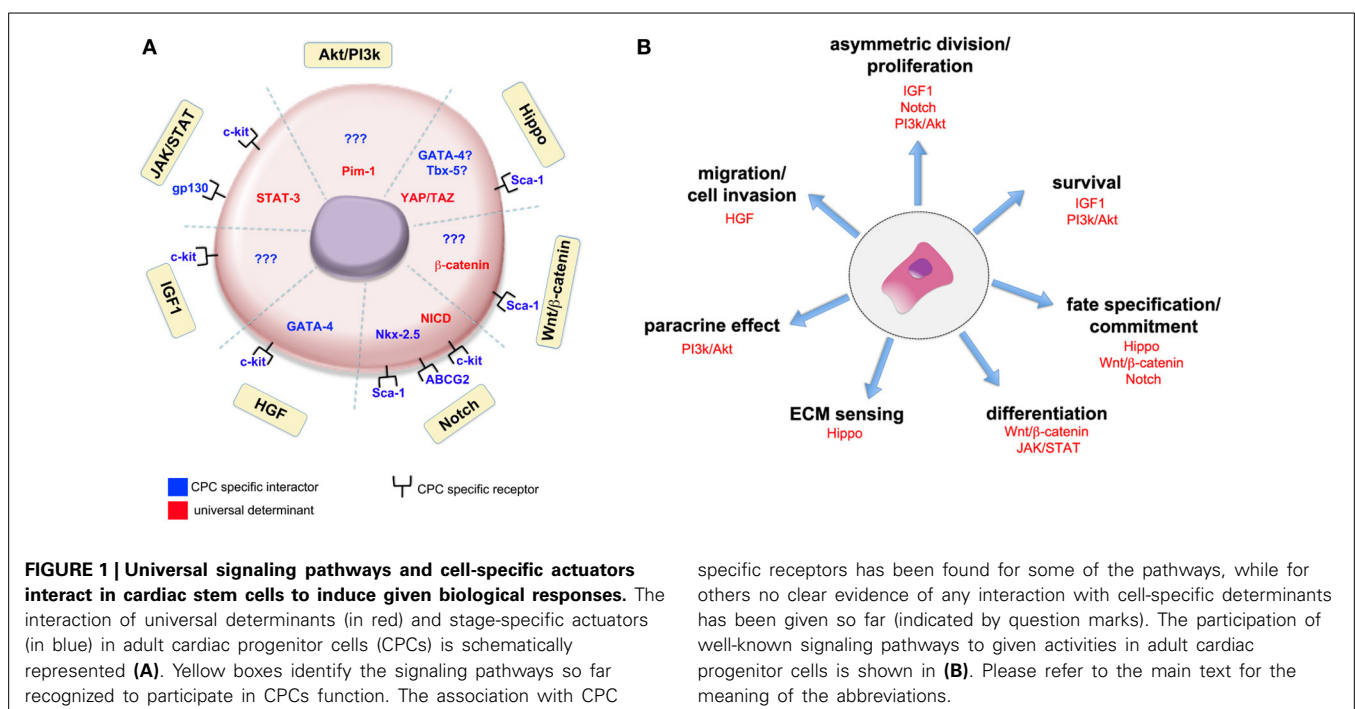 A
Akt/PI3k
Hippo
JAK/STAT
c-kit
???
GATA-4?
Tbx-5?
Sca-1
gp130
STAT-3
Pim-1
YAP/TAZ
c-kit
???
???
β-catenin
Wnt/β-catenin
IGF1
Sca-1
GATA-4
NICD
Nkx-2.5
c-kit
c-kit
ABCG2
Sca-1
HGF
Notch
CPC specific interactor
CPC specific receptor
universal determinant
B
asymmetric division/
proliferation
IGF1
Notch
PI3k/Akt
migration/
cell invasion
HGF
survival
IGF1
PI3k/Akt
paracrine effect
PI3k/Akt
fate specification/
commitment
Hippo
Wnt/β-catenin
Notch
ECM sensing
Hippo
differentiation
Wnt/β-catenin
JAK/STAT
FIGURE 1 | Universal signaling pathways and cell-specific actuators
interact in cardiac stem cells to induce given biological responses. The
interaction of universal determinants (in red) and stage-specific actuators
(in blue) in adult cardiac progenitor cells (CPCs) is schematically
represented (A). Yellow boxes identify the signaling pathways so far
recognized to participate in CPCs function. The association with CPC
specific receptors has been found for some of the pathways, while for
others no clear evidence of any interaction with cell-specific determinants
has been given so far (indicated by question marks). The participation of
well-known signaling pathways to given activities in adult cardiac
progenitor cells is shown in (B). Please refer to the main text for the
meaning of the abbreviations.